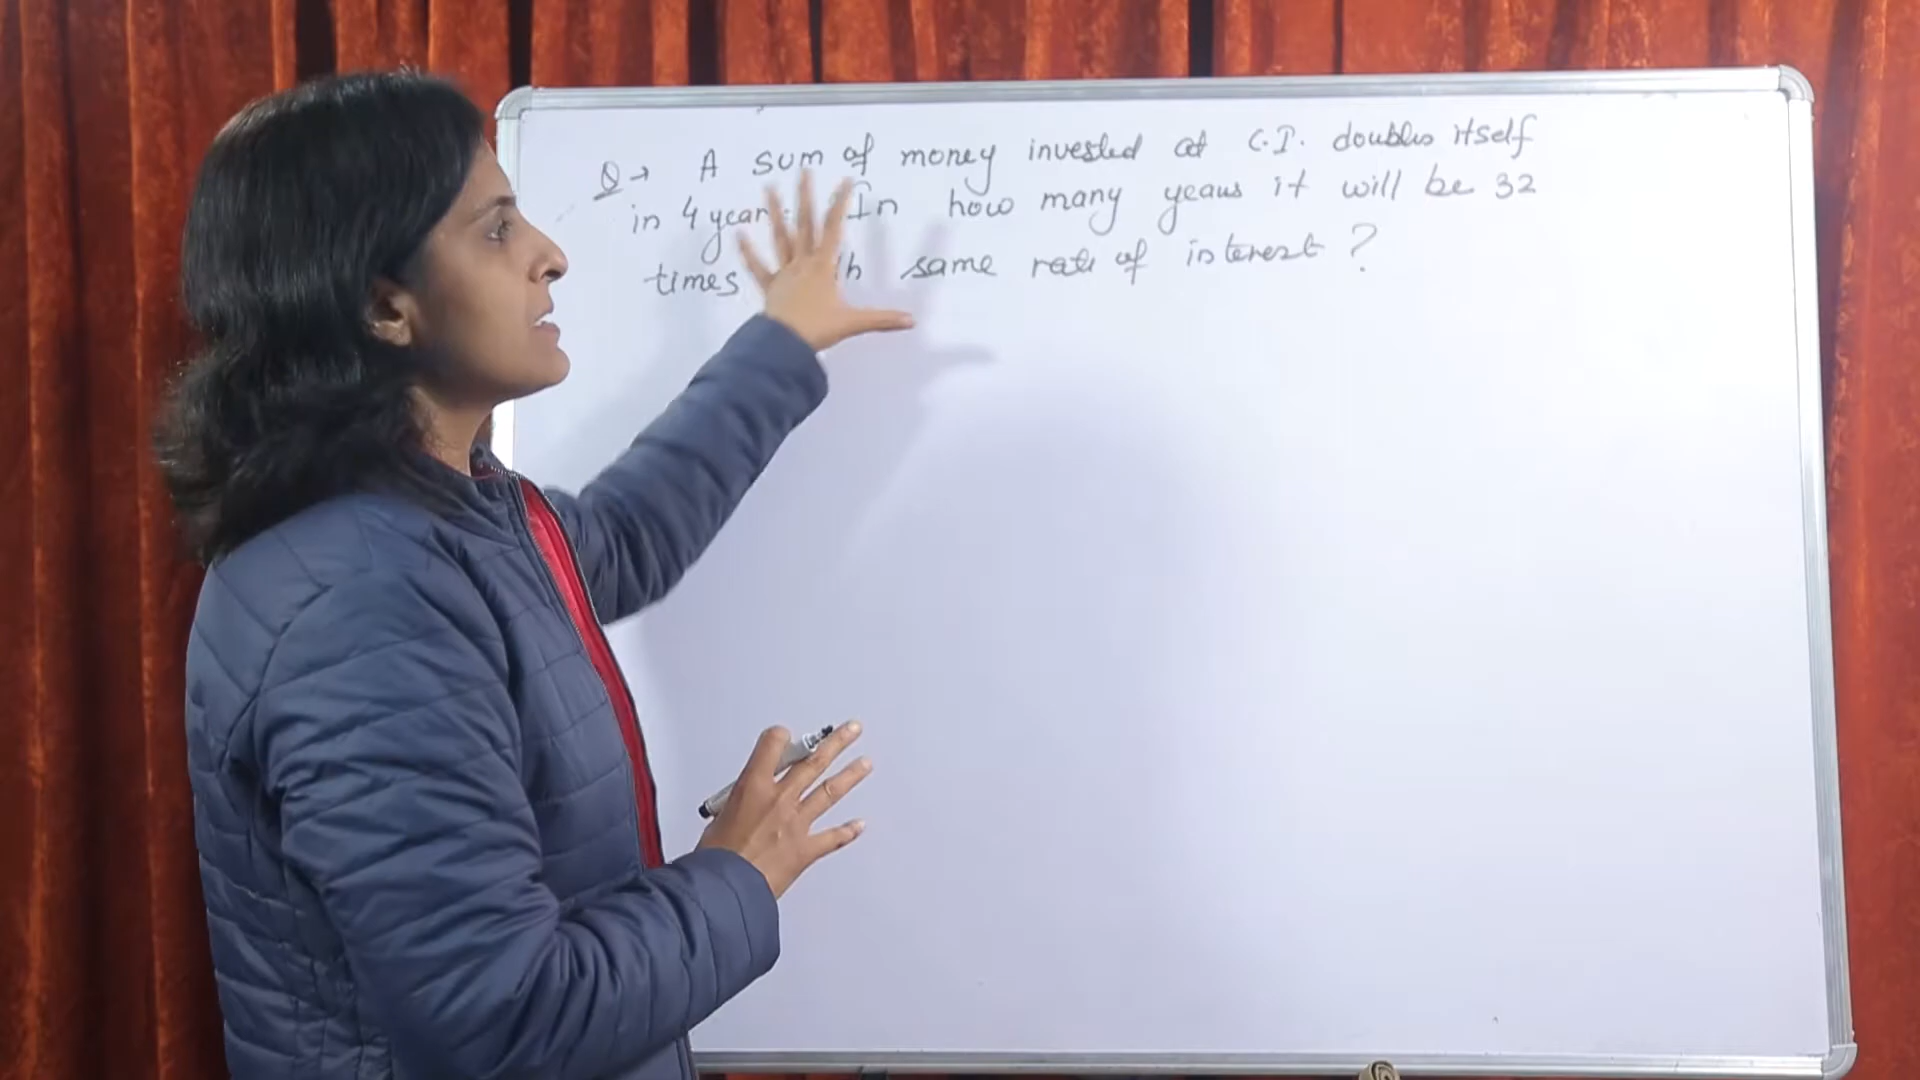 Q→ A sum of money invested at C.I. doubles itself
in 4 year In how many years it will be 32
times same rate of interest ?